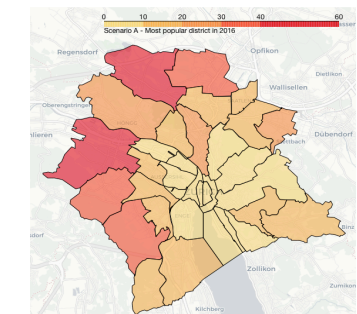 0 10 20 30 40 60
Scenario A - Most popular district in 2016
Regensdorf
Opfikon
Dietlikon
Wallisellen
Oberengstringen
Dübendorf
Zollikon
Zumikon
Kilchberg